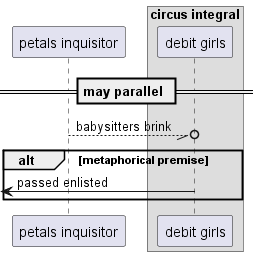 circus integral
petals inquisitor
debit girls
may parallel
babysitters brink
alt
[metaphorical premise]
passed enlisted
petals inquisitor
debit girls